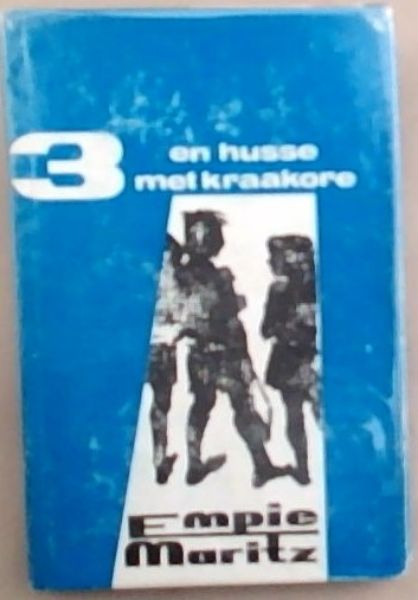 3 en husse
met kraakore
Empie
Maritz